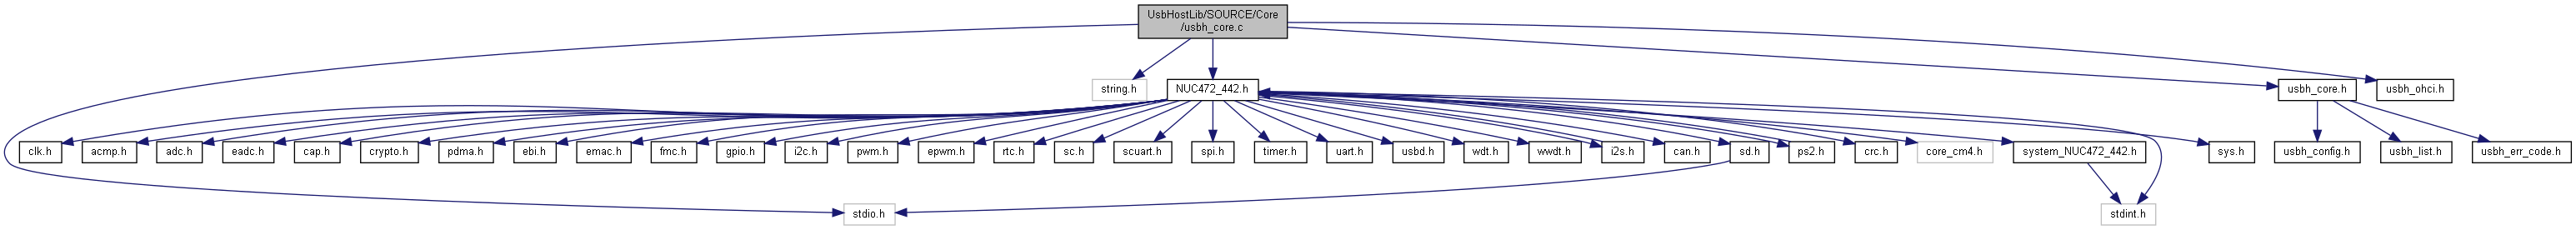 UsbHostLib/SOURCE/Core
/usbh_core.c
string.h
NUC472_442.h
usbh_core.h
usbh_ohci.h
clk.h
acmp.h
adc.h
eadc.h
cap.h
crypto.h
pdma.h
ebi.h
emac.h
fmc.h
gpio.h
i2c.h
pwm.h
epwm.h
rtc.h
sc.h
scuart.h
spi.h
timer.h
uart.h
usbd.h
wdt.h
wwdt.h
i2s.h
can.h
sd.h
ps2.h
crc.h
core_cm4.h
system_NUC472_442.h
sys.h
usbh_config.h
usbh_list.h
usbh_err_code.h
stdio.h
stdint.h